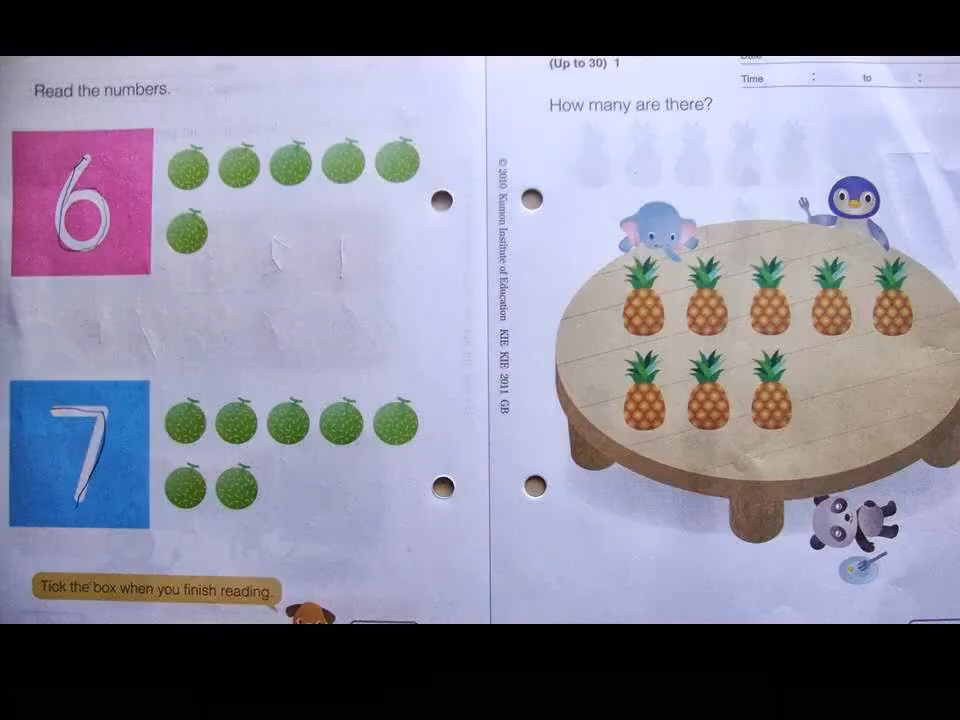 Read the numbers.
6
7
Tick the box when you finish reading.
© 2010 Kumon Institute of Education KIE KIE 2011 GB
(Up to 30) 1
Date
Time : to :
How many are there?